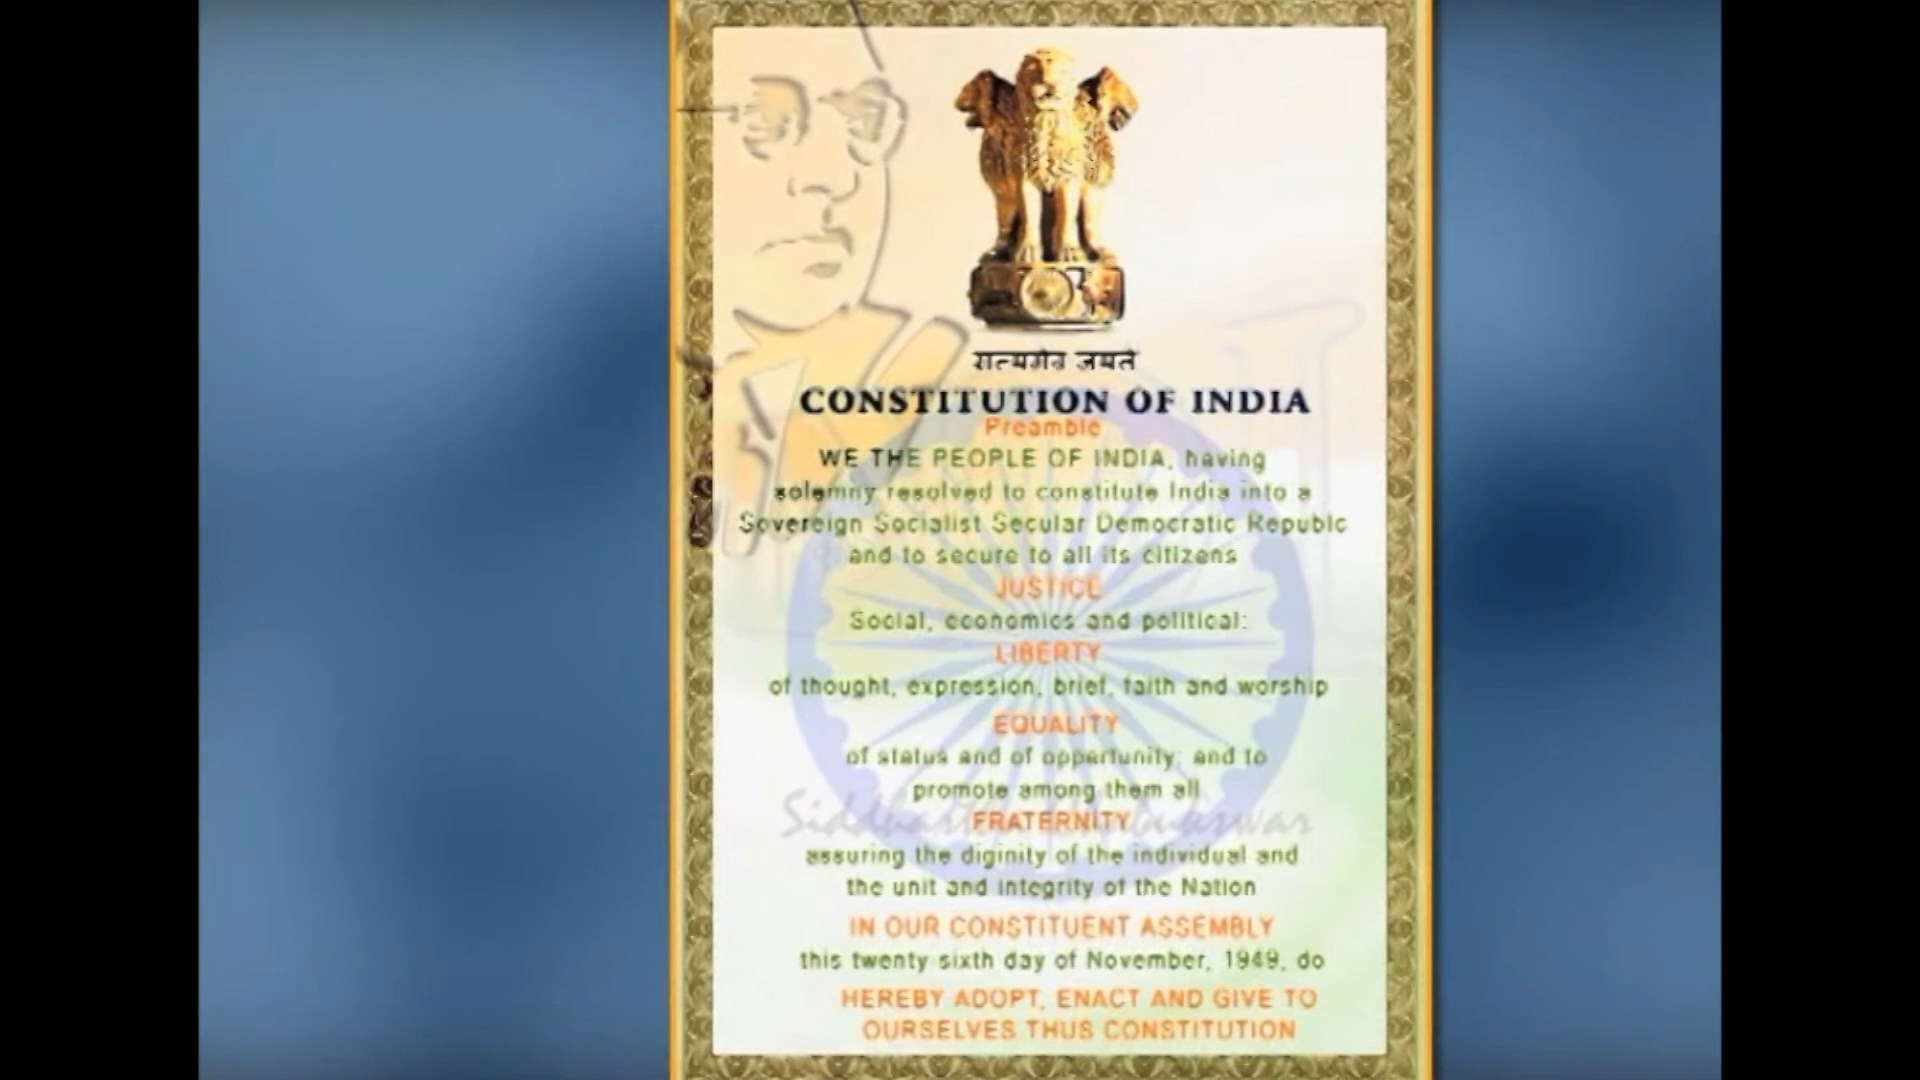 सत्यमेव जयते
CONSTITUTION OF INDIA
Preamble
WE THE PEOPLE OF INDIA, having
solemny resolved to constitute India into a
Sovereign Socialist Secular Democratic Republc
and to secure to all its citizens
JUSTICE
Social, economics and political:
LIBERTY
of thought, expression, brief, faith and worship
EQUALITY
of status and of opportunity; and to
promote among them all
FRATERNITY
assuring the diginity of the individual and
the unit and integrity of the Nation
IN OUR CONSTITUENT ASSEMBLY
this twenty sixth day of November, 1949, do
HEREBY ADOPT, ENACT AND GIVE TO
OURSELVES THUS CONSTITUTION